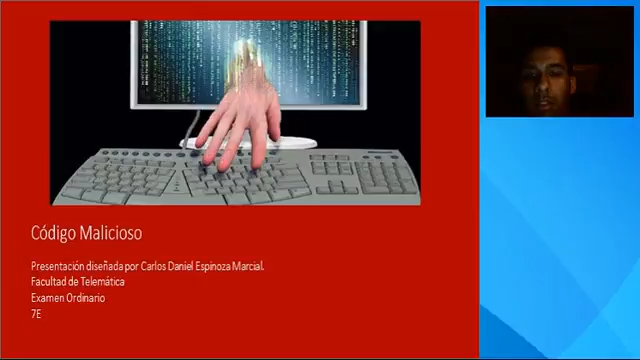 Código Malicioso
Presentación diseñada por Carlos Daniel Espinoza Marcial.
Facultad de Telemática
Examen Ordinario
7E